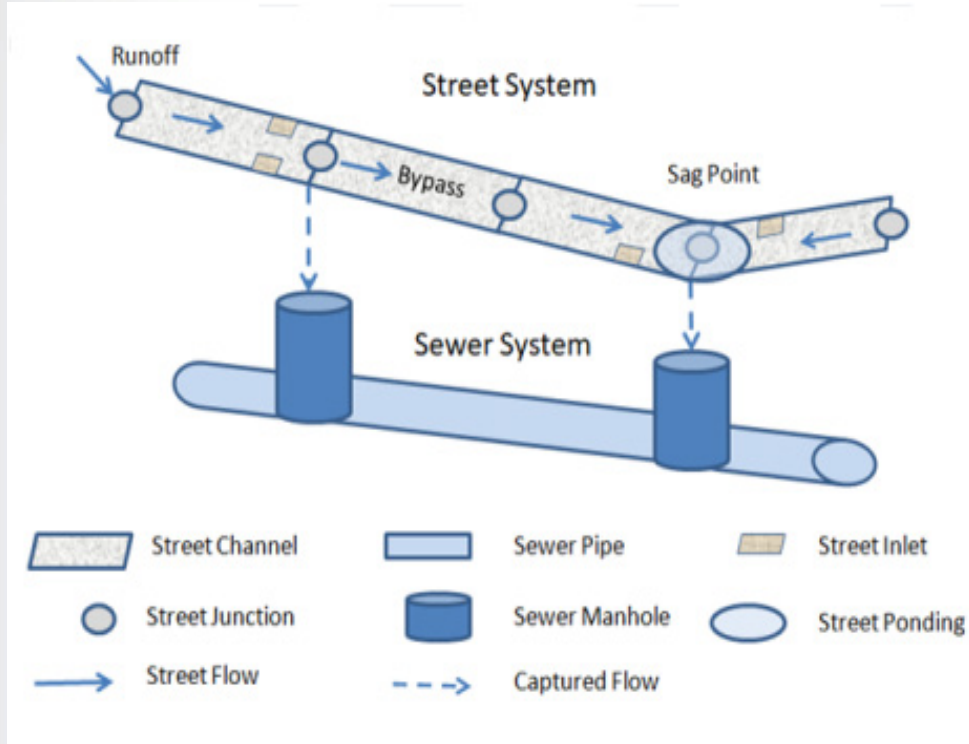 Runoff
Street System
Bypass
Sag Point
Sewer System
Street Channel
Sewer Pipe
Street Inlet
Street Junction
Sewer Manhole
Street Ponding
Street Flow
Captured Flow